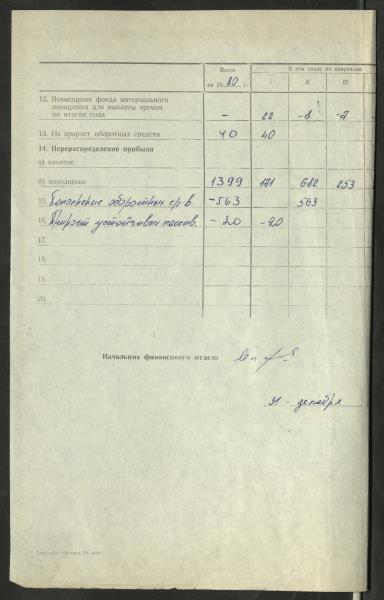 Всего на 1980 г.
В том числе по кварталам
I II III
12. Возмещение фонда материального
поощрения для выплаты премии
по итогам года - 22 -8 -7
13. На прирост оборотных средств 40 40
14. Перераспределение прибыли
а) изъятие
б) пополнение 1399 171 682 253
15. Пополнение оборотных ср-в -563 563
16. Прирост устойчивых пассив. -20 -20
17.
18.
19.
20.
Начальник финансового отдела
31 - декабря